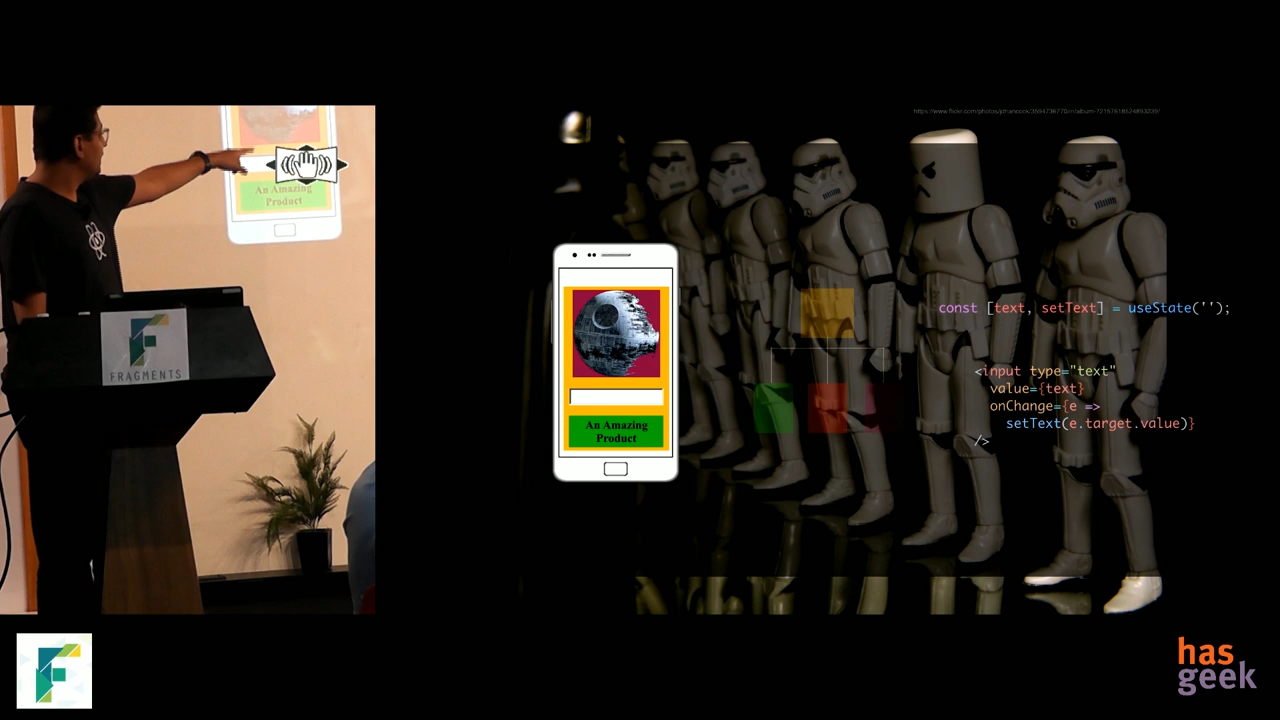 An Amazing
Product
FRAGMENTS
An Amazing
Product
const [text, setText] = useState('');
<input type="text"
value={text}
onChange={e =>
setText(e.target.value)}
/>
has
geek